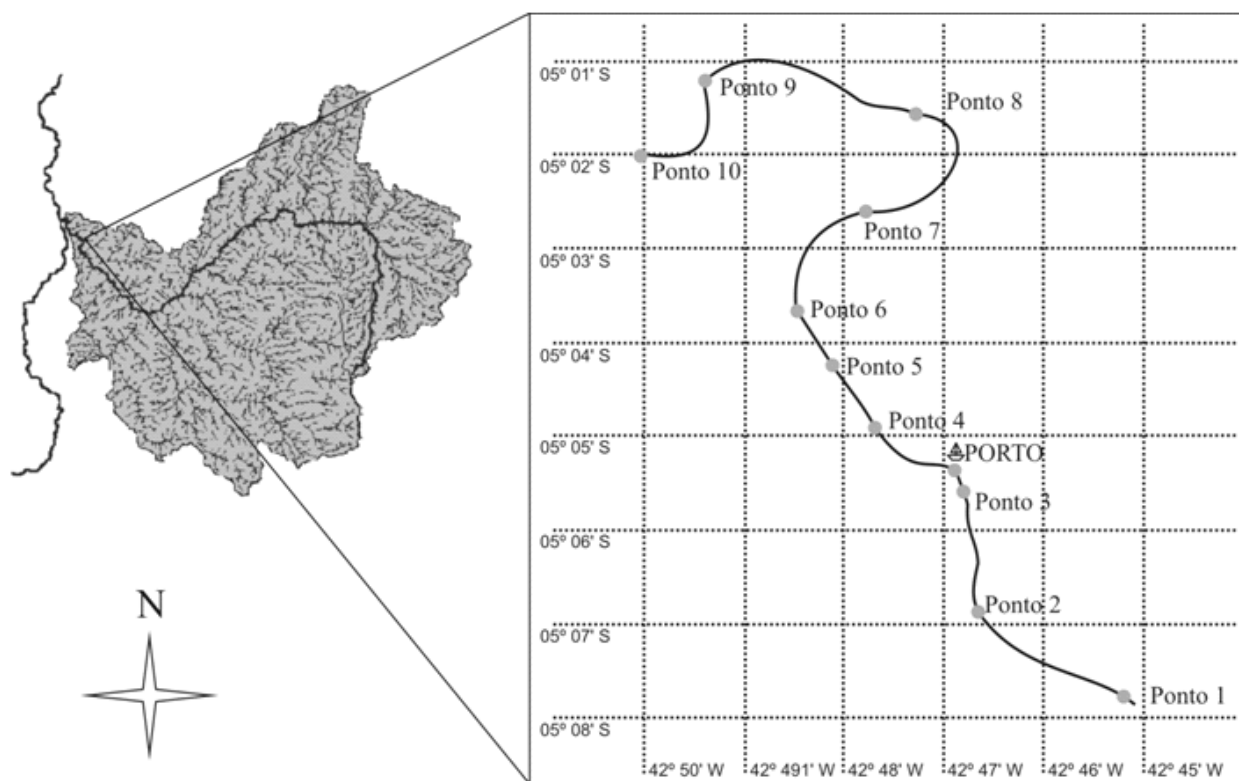 05º 01' S
Ponto 9
Ponto 8
05º 02' S
Ponto 10
Ponto 7
05º 03' S
Ponto 6
05º 04' S
Ponto 5
Ponto 4
05º 05' S
PORTO
Ponto 3
05º 06' S
Ponto 2
05º 07' S
Ponto 1
05º 08' S
42º 50' W
42º 491' W
42º 48' W
42º 47' W
42º 46' W
42º 45' W
N